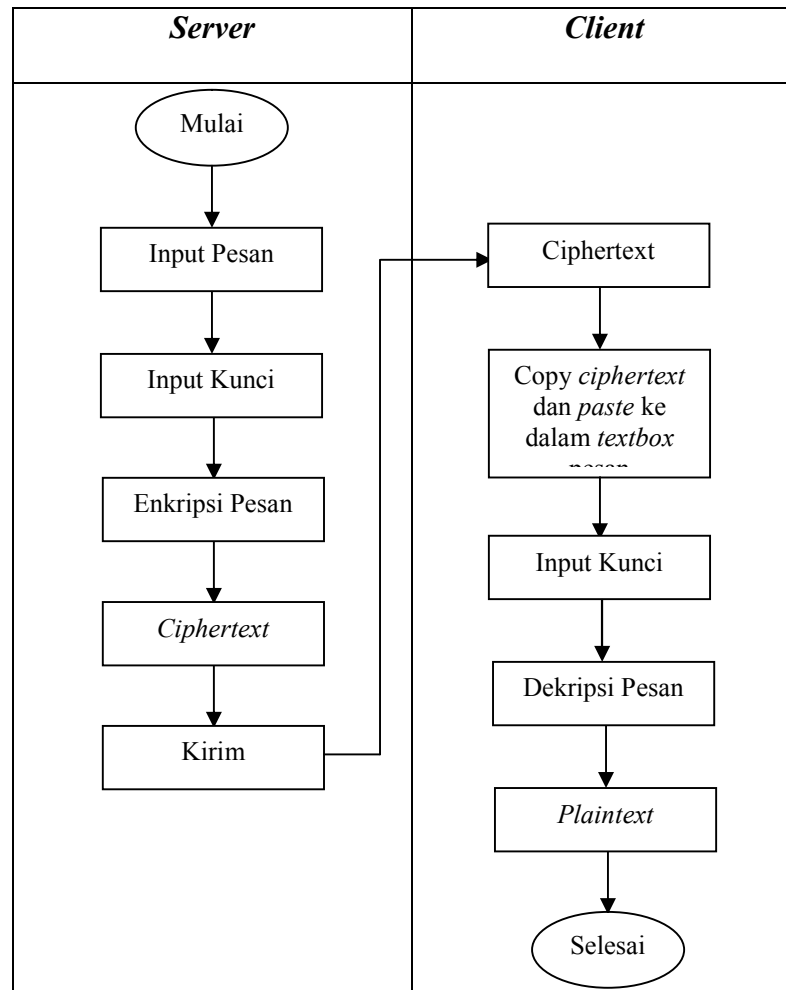 Server
Client
Mulai
Input Pesan
Input Kunci
Enkripsi Pesan
Ciphertext
Kirim
Ciphertext
Copy ciphertext
dan paste ke
dalam textbox
pesan
Input Kunci
Dekripsi Pesan
Plaintext
Selesai